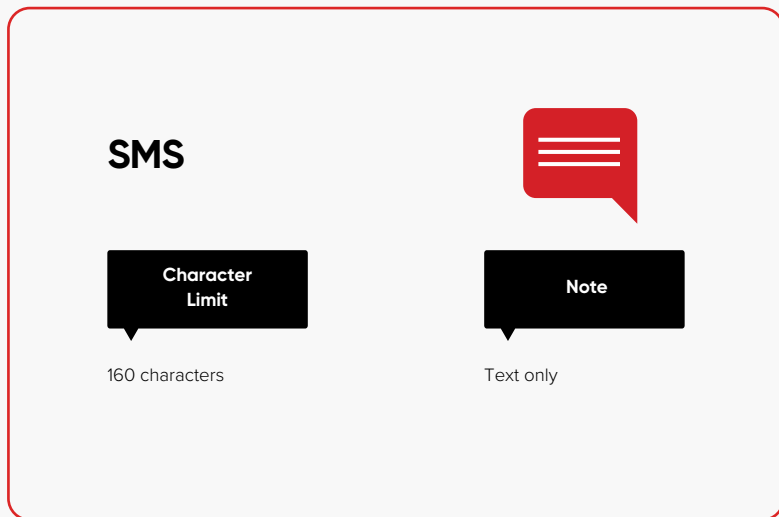 SMS
Character
Limit
160 characters
Note
Text only